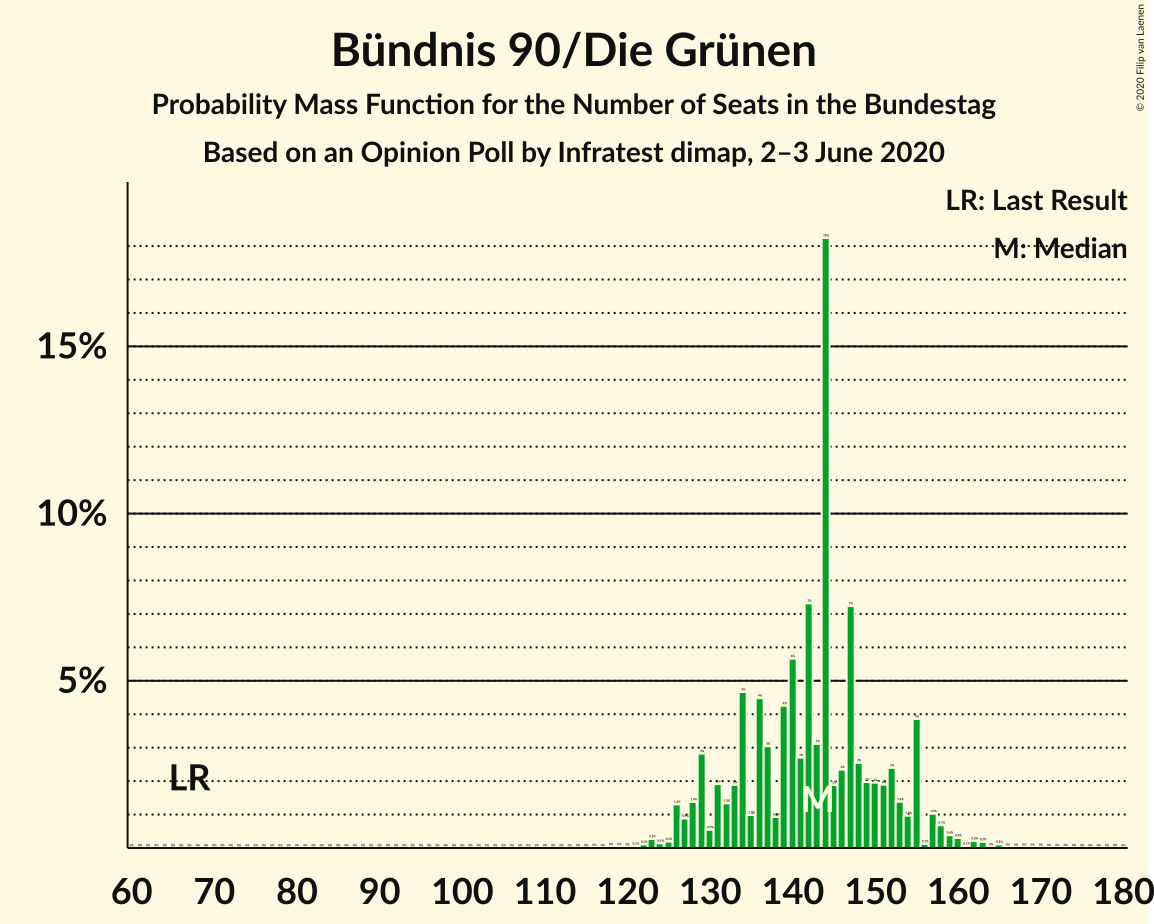 Bündnis 90/Die Grünen
Probability Mass Function for the Number of Seats in the Bundestag
Based on an Opinion Poll by Infratest dimap, 2–3 June 2020
© 2020 Filip van Laenen
LR: Last Result
M: Median
15%
10%
5%
LR
M
60 70 80 90 100 110 120 130 140 150 160 170 180